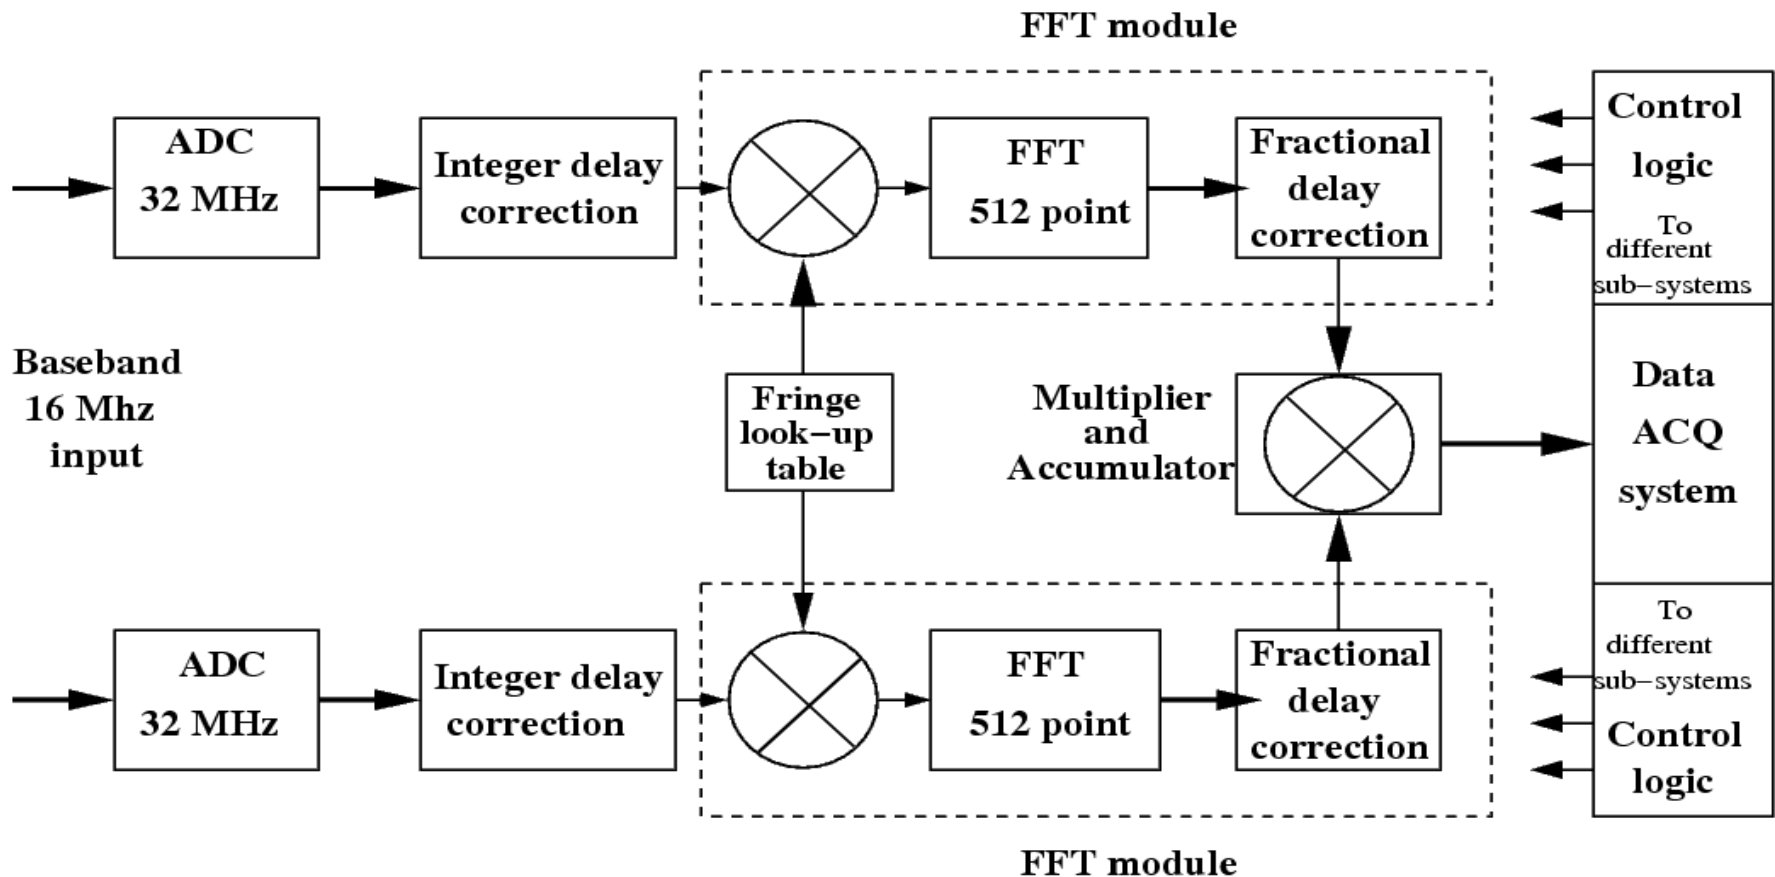 FFT module
ADC
32 MHz
Integer delay
correction
FFT
512 point
Fractional
delay
correction
Control
logic
To
different
sub−systems
Baseband
16 Mhz
input
Fringe
look−up
table
Multiplier
and
Accumulator
Data
ACQ
system
ADC
32 MHz
Integer delay
correction
FFT
512 point
Fractional
delay
correction
To
different
sub−systems
Control
logic
FFT module